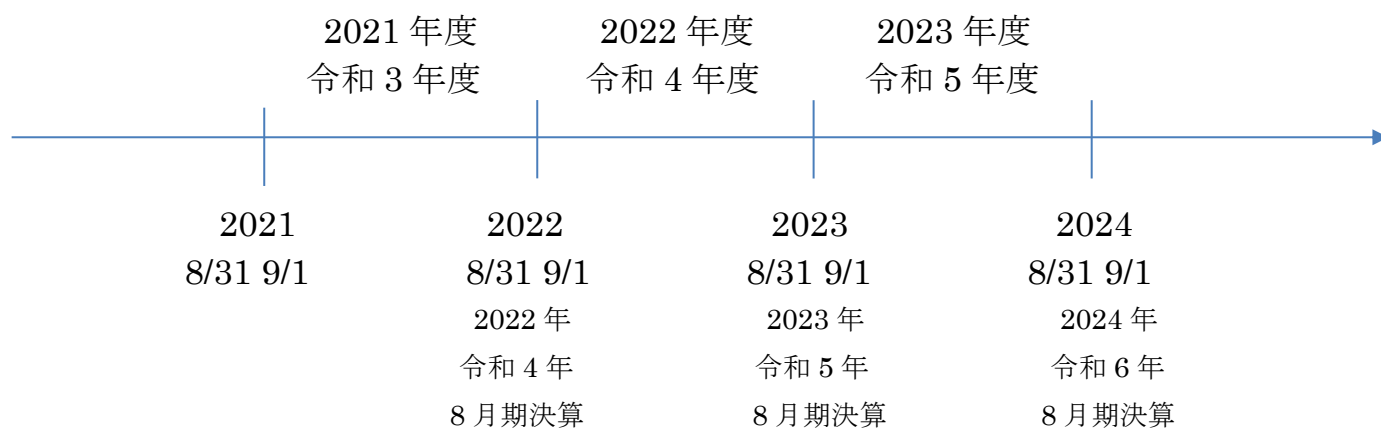 2021 年度 2022 年度 2023 年度
令和 3 年度 令和 4 年度 令和 5 年度
2021 2022 2023 2024
8/31 9/1 8/31 9/1 8/31 9/1 8/31 9/1
2022 年 2023 年 2024 年
令和 4 年 令和 5 年 令和 6 年
8 月期決算 8 月期決算 8 月期決算